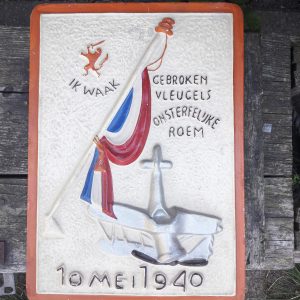 IK WAAK
GEBROKEN
VLEUGELS
ONSTERFELIJKE
ROEM
10 MEI 1940